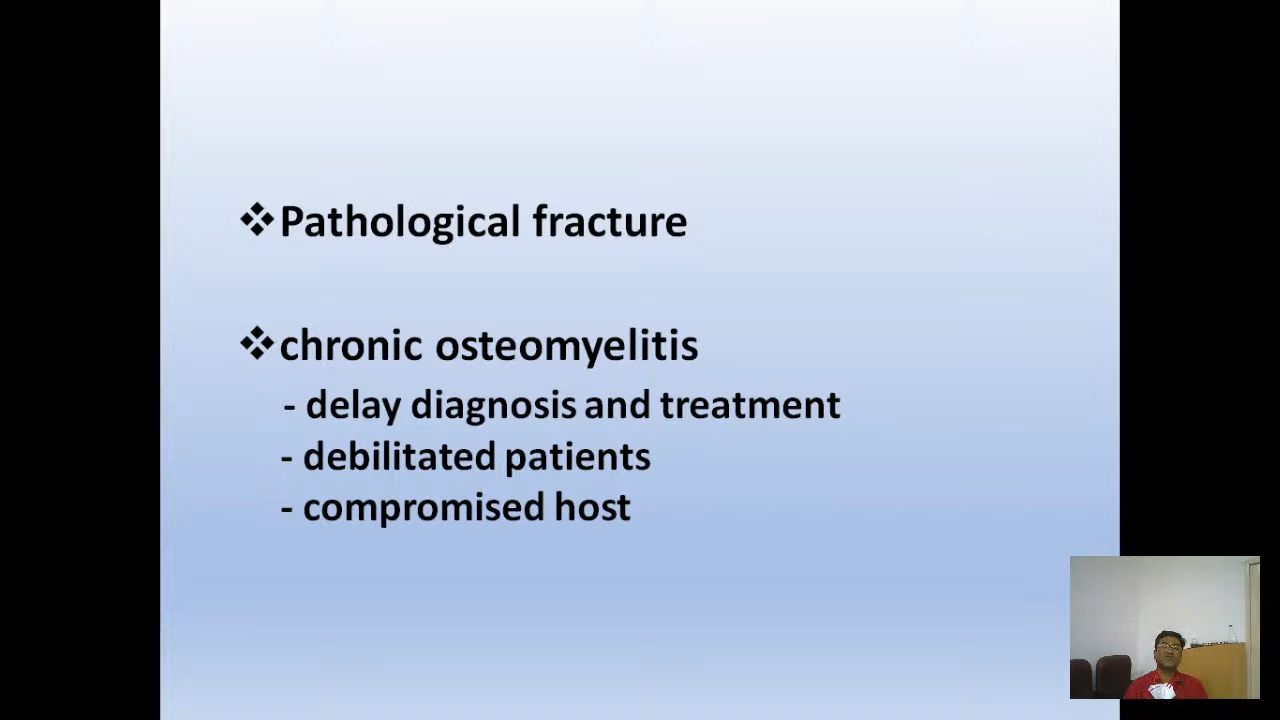 ❖Pathological fracture
❖chronic osteomyelitis
- delay diagnosis and treatment
- debilitated patients
- compromised host